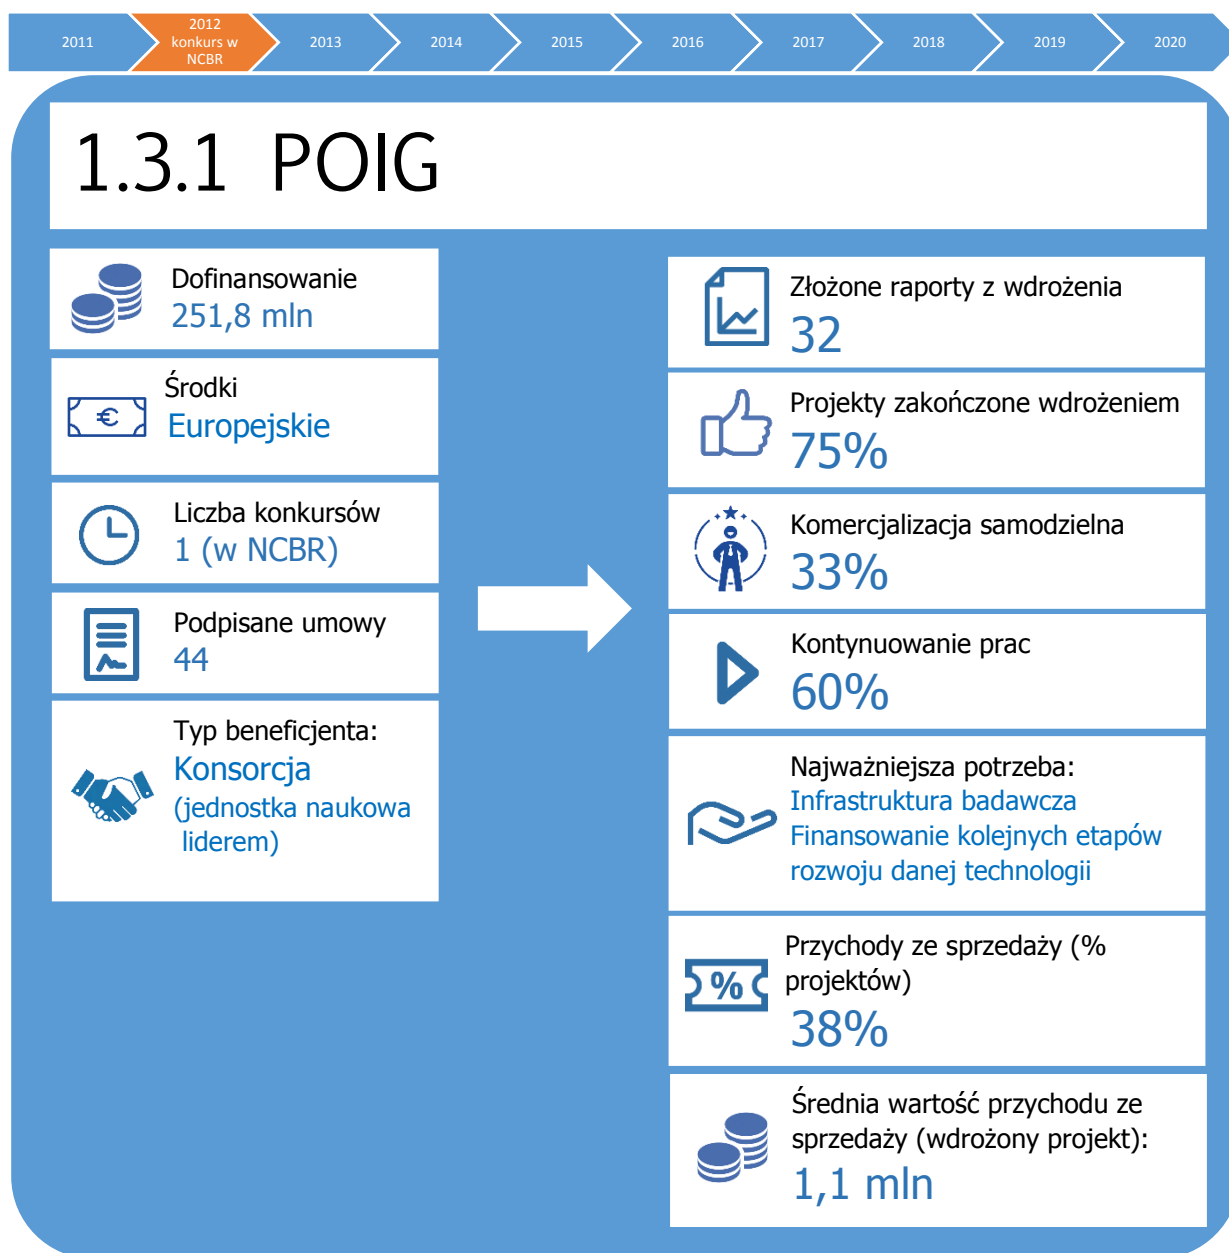 2011
2012
konkurs w
NCBR
2013
2014
2015
2016
2017
2018
2019
2020
1.3.1 POIG
Dofinansowanie
251,8 mln
Środki
€
Europejskie
Liczba konkursów
1 (w NCBR)
Podpisane umowy
44
Typ beneficjenta:
Konsorcja
(jednostka naukowa
liderem)
Złożone raporty z wdrożenia
32
Projekty zakończone wdrożeniem
75%
Komercjalizacja samodzielna
33%
Kontynuowanie prac
60%
Najważniejsza potrzeba:
Infrastruktura badawcza
Finansowanie kolejnych etapów
rozwoju danej technologii
Przychody ze sprzedaży (%
projektów)
%
38%
Średnia wartość przychodu ze
sprzedaży (wdrożony projekt):
1,1 mln